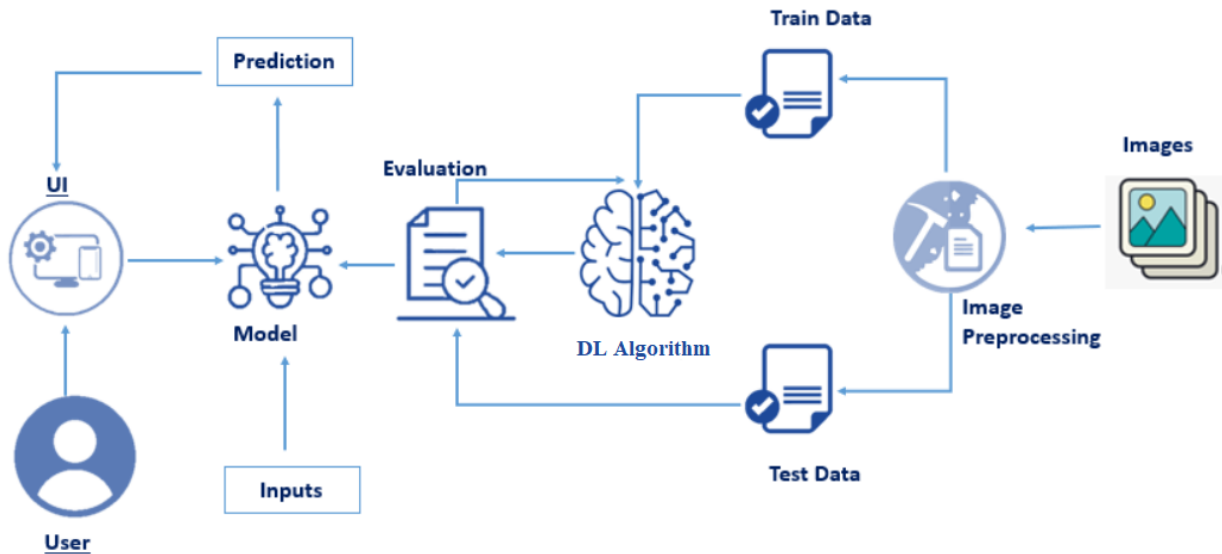 Train Data
Prediction
Images
Evaluation
UI
Image
Preprocessing
Model
DL Algorithm
Test Data
Inputs
User